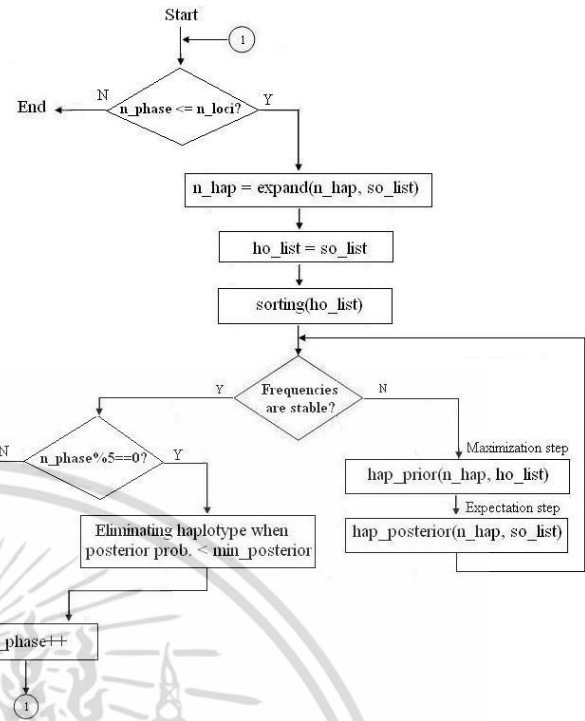 Start
1
N
n_phase <= n_loci?
Y
End
n_hap = expand(n_hap, so_list)
ho_list = so_list
sorting(ho_list)
Y
Frequencies
are stable?
N
N
n_phase%5==0?
Y
Maximization step
hap_prior(n_hap, ho_list)
Expectation step
hap_posterior(n_hap, so_list)
Eliminating haplotype when
posterior prob. < min_posterior
_phase++
1